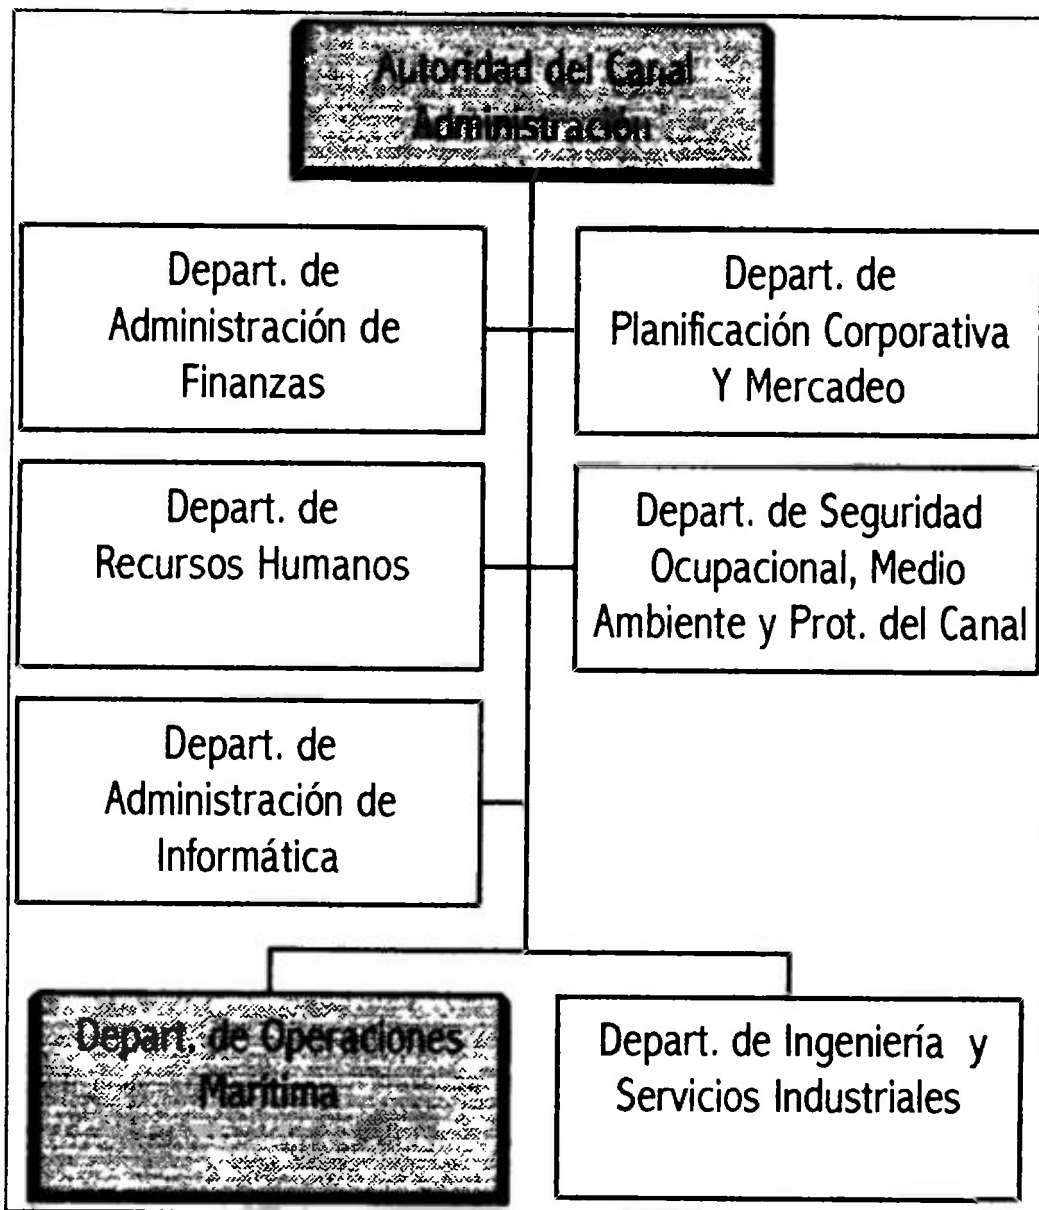 Autoridad del Canal
Administración
Depart. de
Administración de
Finanzas
Depart. de
Planificación Corporativa
Y Mercadeo
Depart. de
Recursos Humanos
Depart. de Seguridad
Ocupacional, Medio
Ambiente y Prot. del Canal
Depart. de
Administración de
Informática
Depart. de Operaciones
Marítima
Depart. de Ingeniería y
Servicios Industriales